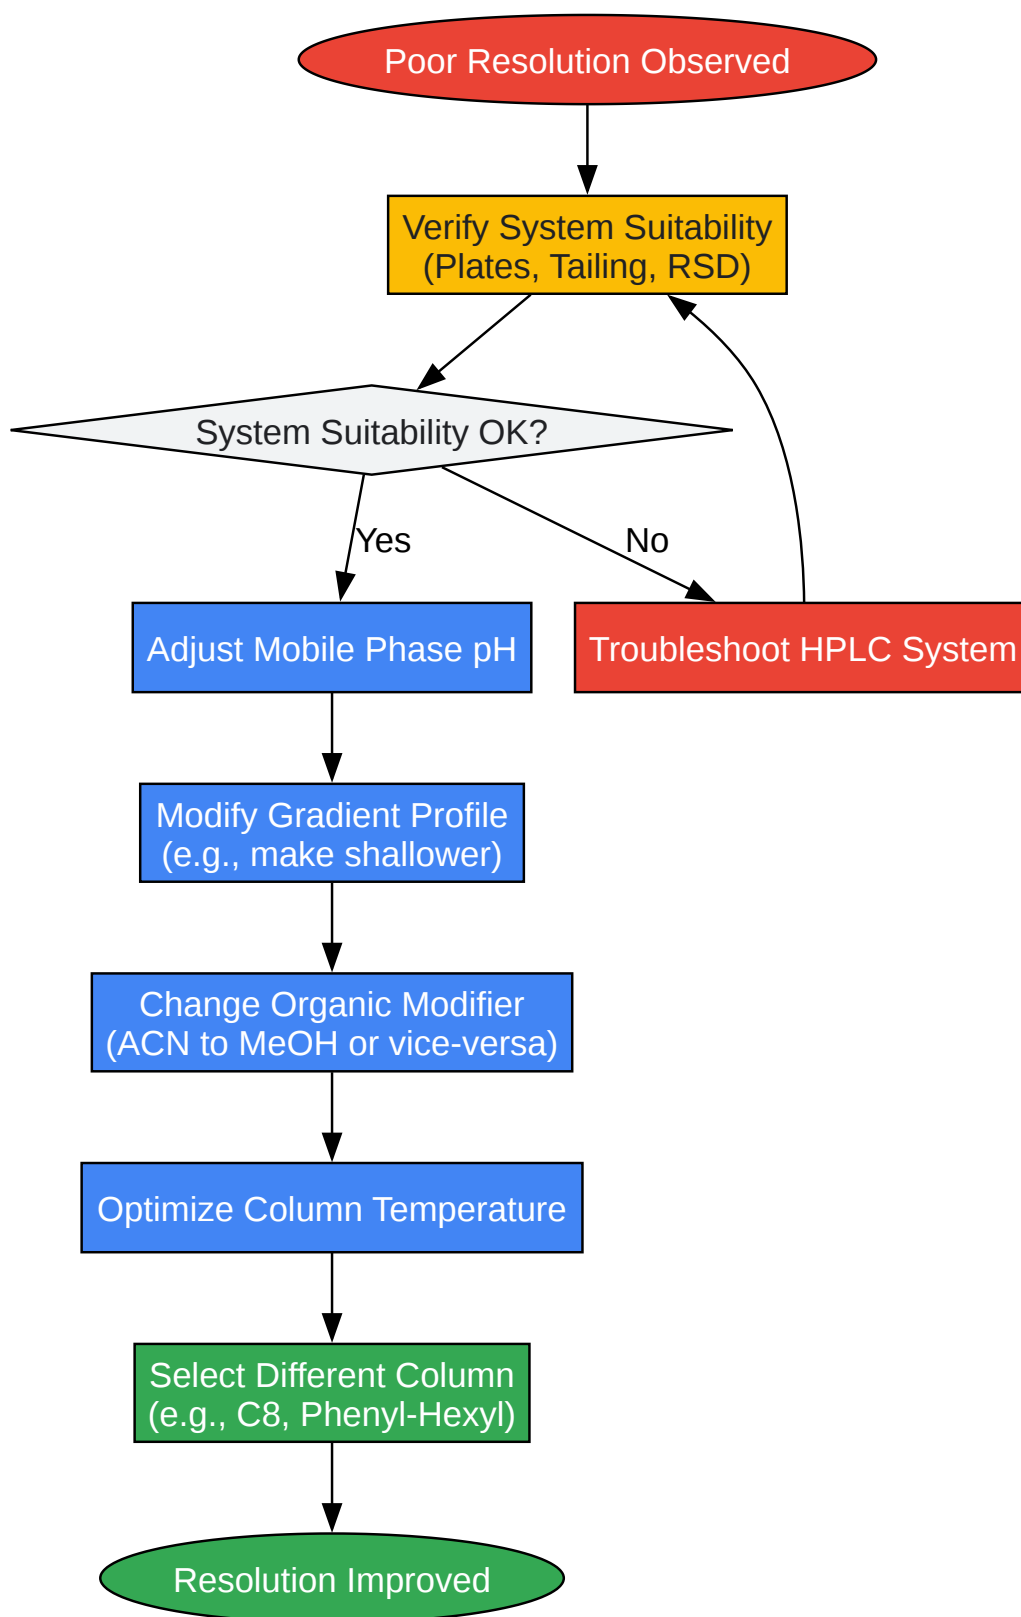 Poor Resolution Observed
Verify System Suitability
(Plates, Tailing, RSD)
System Suitability OK?
Yes
No
Adjust Mobile Phase pH
Troubleshoot HPLC System
Modify Gradient Profile
(e.g., make shallower)
Change Organic Modifier
(ACN to MeOH or vice-versa)
Optimize Column Temperature
Select Different Column
(e.g., C8, Phenyl-Hexyl)
Resolution Improved